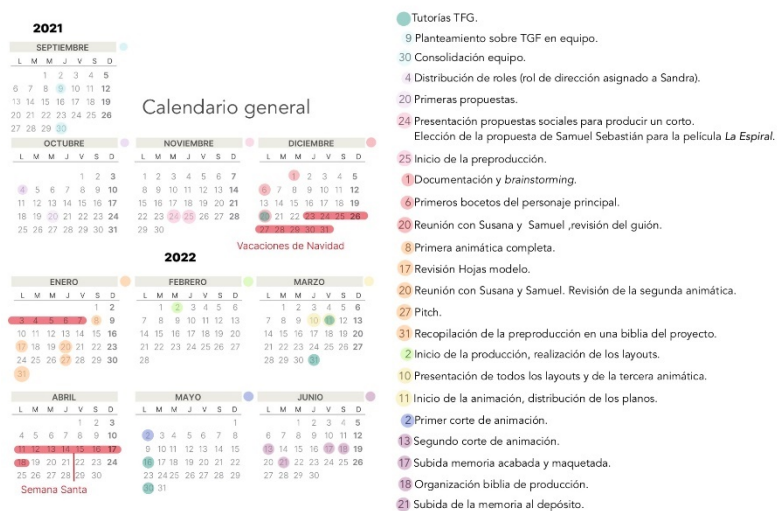 2021
SEPTIEMBRE
L M M J V S D
1 2 3 4 5
6 7 8 9 10 11 12
13 14 15 16 17 18 19
20 21 22 23 24 25 26
27 28 29 30
Calendario general
OCTUBRE
L M M J V S D
1 2 3
4 5 6 7 8 9 10
11 12 13 14 15 16 17
18 19 20 21 22 23 24
25 26 27 28 29 30 31
NOVIEMBRE
L M M J V S D
1 2 3 4 5 6 7
8 9 10 11 12 13 14
15 16 17 18 19 20 21
22 23 24 25 26 27 28
29 30
DICIEMBRE
L M M J V S D
1 2 3 4 5
6 7 8 9 10 11 12
13 14 15 16 17 18 19
20 21 22 23 24 25 26
27 28 29 30 31
Vacaciones de Navidad
2022
ENERO
L M M J V S D
1 2
3 4 5 6 7 8 9
10 11 12 13 14 15 16
17 18 19 20 21 22 23
24 25 26 27 28 29 30
31
FEBRERO
L M M J V S D
1 2 3 4 5 6
7 8 9 10 11 12 13
14 15 16 17 18 19 20
21 22 23 24 25 26 27
28
MARZO
L M M J V S D
1 2 3 4 5 6
7 8 9 10 11 12 13
14 15 16 17 18 19 20
21 22 23 24 25 26 27
28 29 30 31
ABRIL
L M M J V S D
1 2 3
4 5 6 7 8 9 10
11 12 13 14 15 16 17
18 19 20 21 22 23 24
25 26 27 28 29 30
Semana Santa
MAYO
L M M J V S D
1
2 3 4 5 6 7 8
9 10 11 12 13 14 15
16 17 18 19 20 21 22
23 24 25 26 27 28 29
30 31
JUNIO
L M M J V S D
1 2 3 4 5
6 7 8 9 10 11 12
13 14 15 16 17 18 19
20 21 22 23 24 25 26
27 28 29 30
Tutorías TFG.
9 Planteamiento sobre TGF en equipo.
30 Consolidación equipo.
4 Distribución de roles (rol de dirección asignado a Sandra).
20 Primeras propuestas.
24 Presentación propuestas sociales para producir un corto.
Elección de la propuesta de Samuel Sebastián para la película La Espiral.
25 Inicio de la preproducción.
1 Documentación y brainstorming.
6 Primeros bocetos del personaje principal.
20 Reunión con Susana y Samuel ,revisión del guión.
8 Primera animática completa.
17 Revisión Hojas modelo.
20 Reunión con Susana y Samuel. Revisión de la segunda animática.
27 Pitch.
31 Recopilación de la preproducción en una biblia del proyecto.
2 Inicio de la producción, realización de los layouts.
10 Presentación de todos los layouts y de la tercera animática.
11 Inicio de la animación, distribución de los planos.
2 Primer corte de animación.
13 Segundo corte de animación.
17 Subida memoria acabada y maquetada.
18 Organización biblia de producción.
21 Subida de la memoria al depósito.